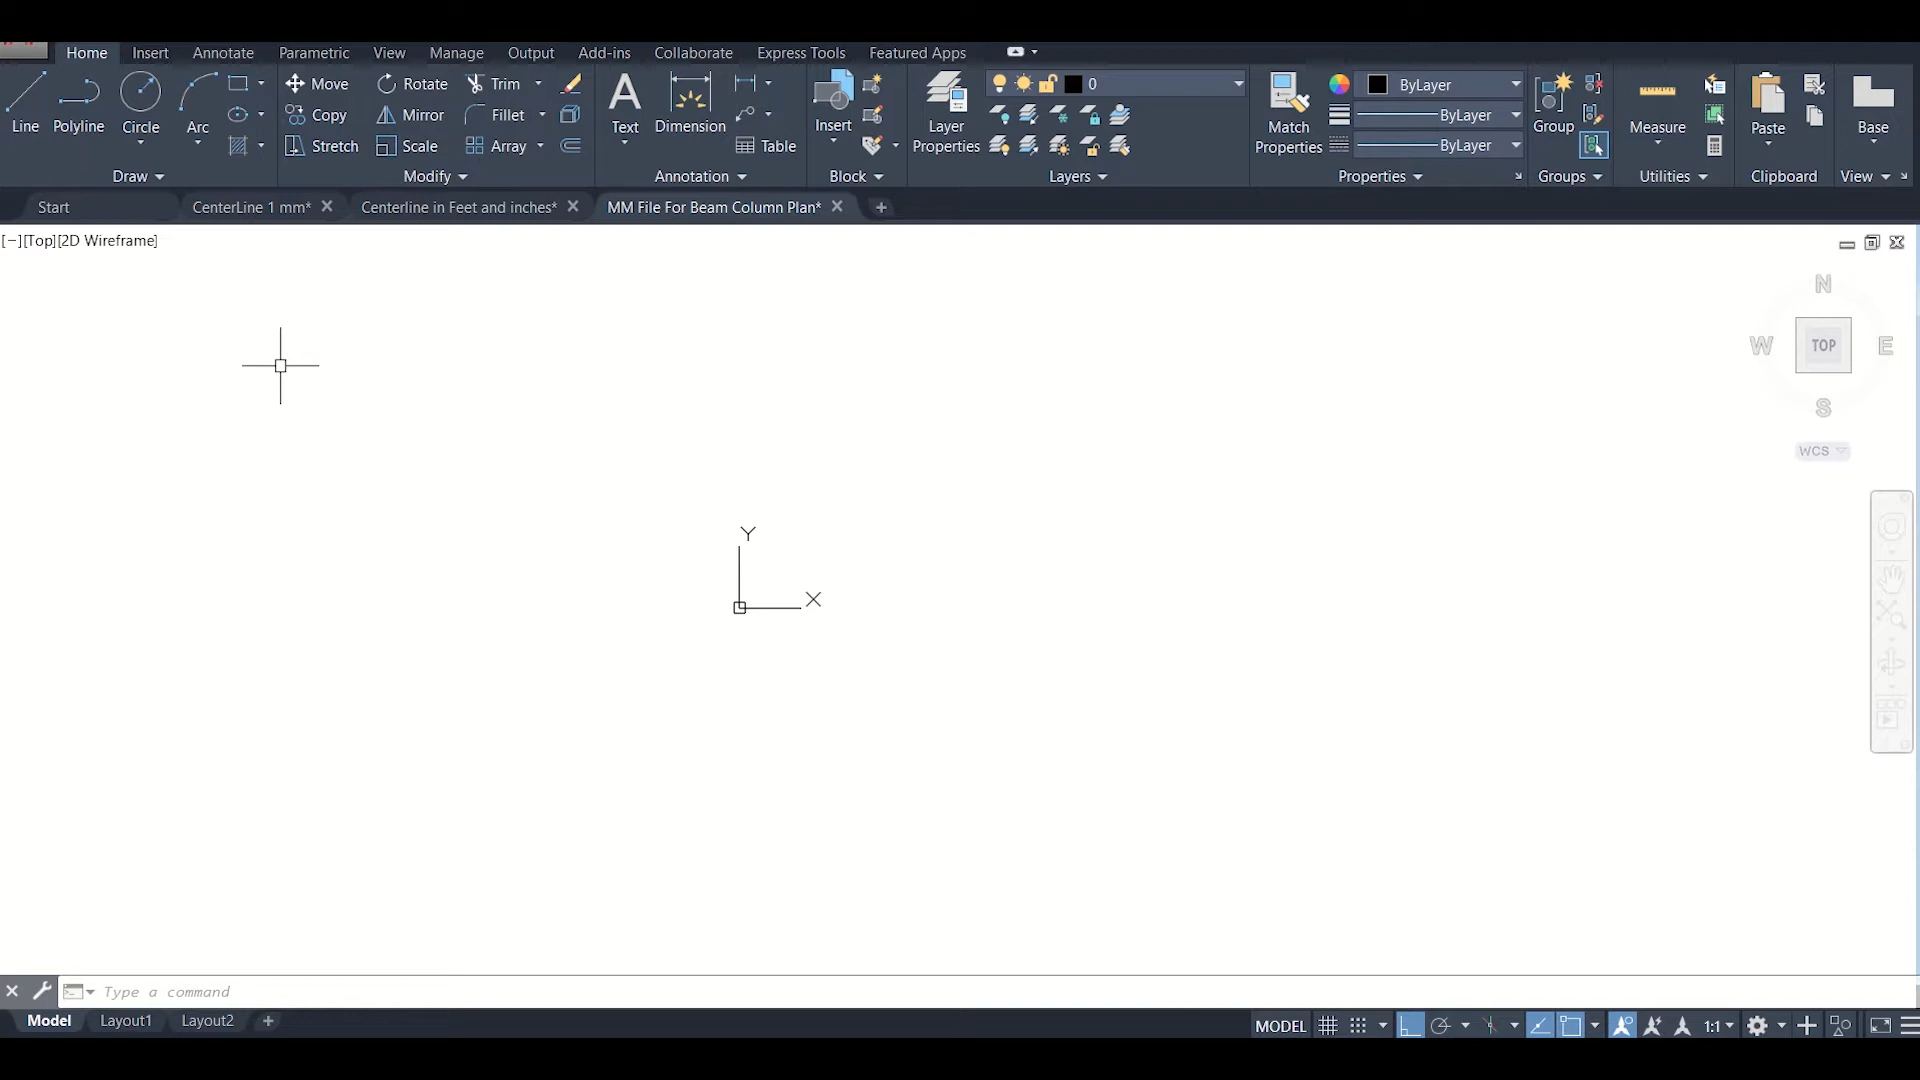 Home Insert Annotate Parametric View Manage Output Add-ins Collaborate Express Tools Featured Apps
Move Rotate Trim 0 ByLayer
Copy Mirror Fillet ByLayer
Line Polyline Circle Arc Text Dimension Insert Layer Properties Match Properties Group Measure Paste Base
Stretch Scale Array Table ByLayer
Draw Modify Annotation Block Layers Properties Groups Utilities Clipboard View
Start CenterLine 1 mm* Centerline in Feet and inches* MM File For Beam Column Plan*
[−][Top][2D Wireframe]
N
W TOP E
S
WCS
Y
X
Type a command
Model Layout1 Layout2 MODEL 1:1